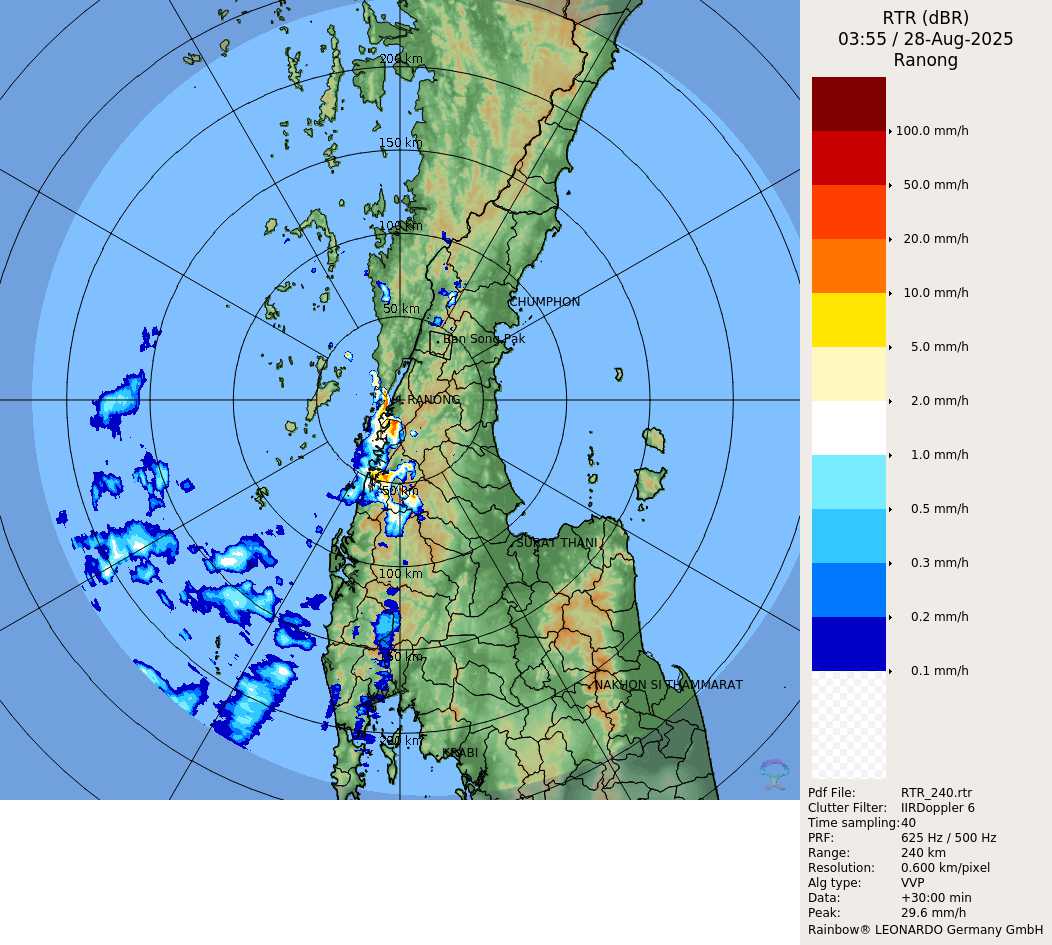 RTR (dBR)
03:55 / 28-Aug-2025
Ranong
100.0 mm/h
50.0 mm/h
20.0 mm/h
10.0 mm/h
5.0 mm/h
2.0 mm/h
1.0 mm/h
0.5 mm/h
0.3 mm/h
0.2 mm/h
0.1 mm/h
200 km
150 km
100 km
50 km
CHUMPHON
Ban Song Pak
RANONG
50 km
SURAT THANI
100 km
150 km
NAKHON SI THAMMARAT
200 km
KRABI
Pdf File: RTR_240.rtr
Clutter Filter: IIRDoppler 6
Time sampling:40
PRF: 625 Hz / 500 Hz
Range: 240 km
Resolution: 0.600 km/pixel
Alg type: VVP
Data: +30:00 min
Peak: 29.6 mm/h
Rainbow® LEONARDO Germany GmbH